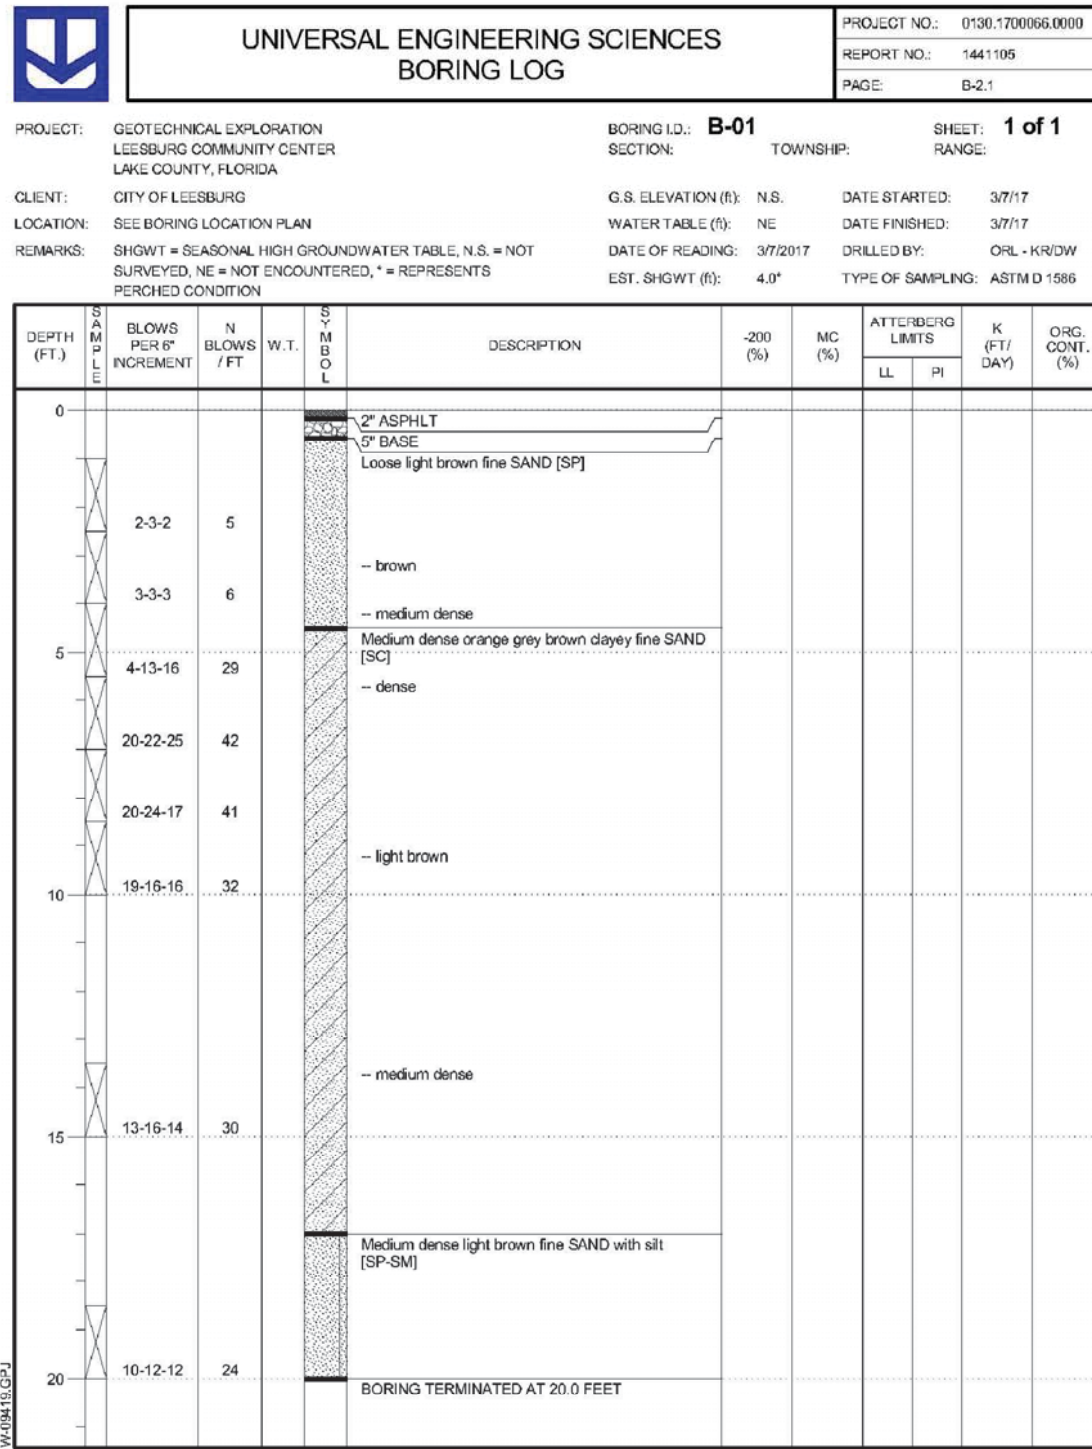 UNIVERSAL ENGINEERING SCIENCES
BORING LOG
PROJECT NO.: 0130.1700066.0000
REPORT NO.: 1441105
PAGE: B-2.1
PROJECT: GEOTECHNICAL EXPLORATION
LEESBURG COMMUNITY CENTER
LAKE COUNTY, FLORIDA
BORING I.D.: B-01 SHEET: 1 of 1
SECTION: TOWNSHIP: RANGE:
CLIENT: CITY OF LEESBURG
G.S. ELEVATION (ft): N.S. DATE STARTED: 3/7/17
LOCATION: SEE BORING LOCATION PLAN
WATER TABLE (ft): NE DATE FINISHED: 3/7/17
REMARKS: SHGWT = SEASONAL HIGH GROUNDWATER TABLE, N.S. = NOT
SURVEYED, NE = NOT ENCOUNTERED, * = REPRESENTS
PERCHED CONDITION
DATE OF READING: 3/7/2017 DRILLED BY: ORL - KR/DW
EST. SHGWT (ft): 4.0* TYPE OF SAMPLING: ASTM D 1586
DEPTH (FT.)
SAMPLE
BLOWS PER 6" INCREMENT
N BLOWS / FT
W.T.
SYMBOL
DESCRIPTION
-200 (%)
MC (%)
ATTERBERG LIMITS
LL PI
K (FT/ DAY)
ORG. CONT. (%)
0
2" ASPHLT
5" BASE
Loose light brown fine SAND [SP]
2-3-2 5
-- brown
3-3-3 6
-- medium dense
Medium dense orange grey brown clayey fine SAND
[SC]
5
4-13-16 29
-- dense
20-22-25 42
20-24-17 41
-- light brown
10 19-16-16 32
-- medium dense
15 13-16-14 30
Medium dense light brown fine SAND with silt
[SP-SM]
20 10-12-12 24
BORING TERMINATED AT 20.0 FEET
W-09419.GPJ